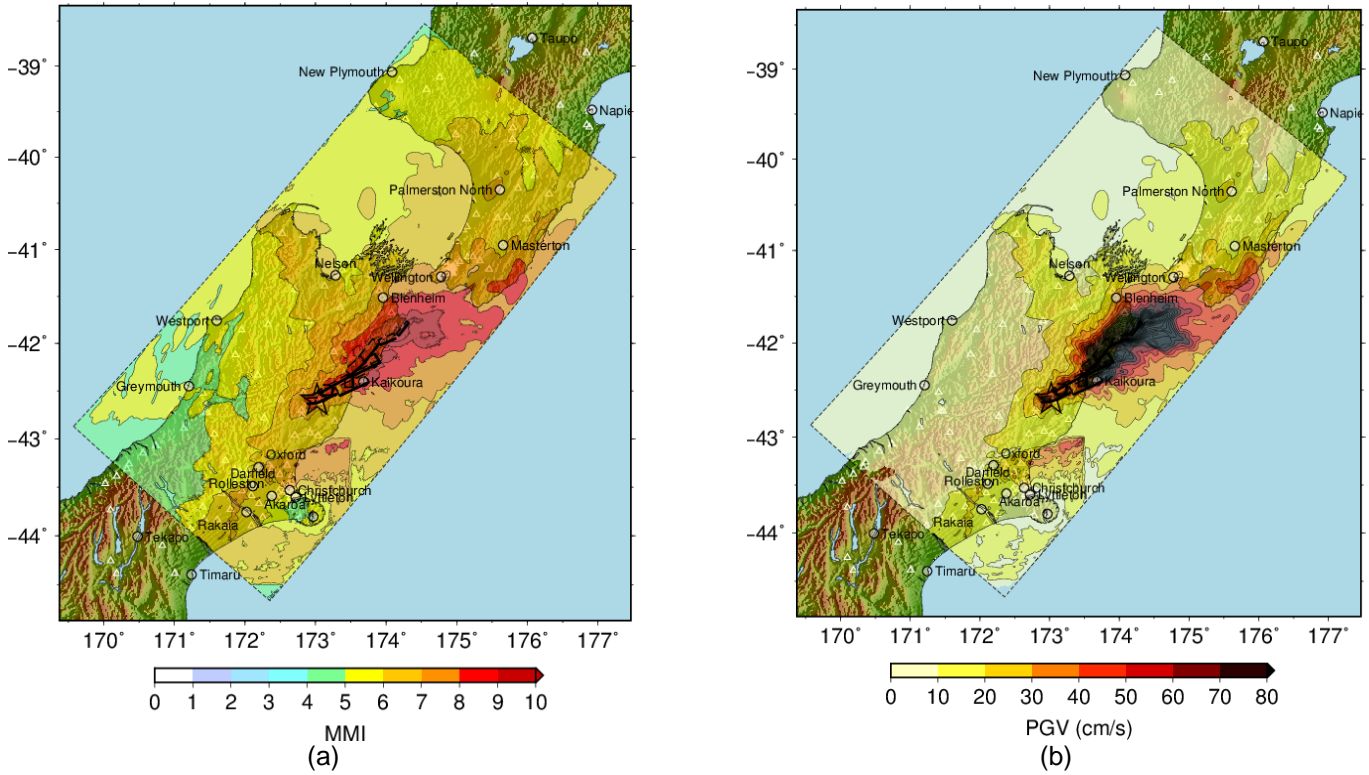 Taupo
New Plymouth
Napie
Palmerston North
Masterton
Nelson
Wellington
Blenheim
Westport
Greymouth
Kaikoura
Oxford
Darfield
Rolleston
Christchurch
Lyttleton
Akaroa
Rakaia
Tekapo
Timaru
−39˚
−40˚
−41˚
−42˚
−43˚
−44˚
170˚ 171˚ 172˚ 173˚ 174˚ 175˚ 176˚ 177˚
0 1 2 3 4 5 6 7 8 9 10
MMI
(a)
Taupo
New Plymouth
Napie
Palmerston North
Masterton
Nelson
Wellington
Blenheim
Westport
Greymouth
Kaikoura
Oxford
Darfield
Rolleston
Christchurch
Lyttleton
Akaroa
Rakaia
Tekapo
Timaru
−39˚
−40˚
−41˚
−42˚
−43˚
−44˚
170˚ 171˚ 172˚ 173˚ 174˚ 175˚ 176˚ 177˚
0 10 20 30 40 50 60 70 80
PGV (cm/s)
(b)